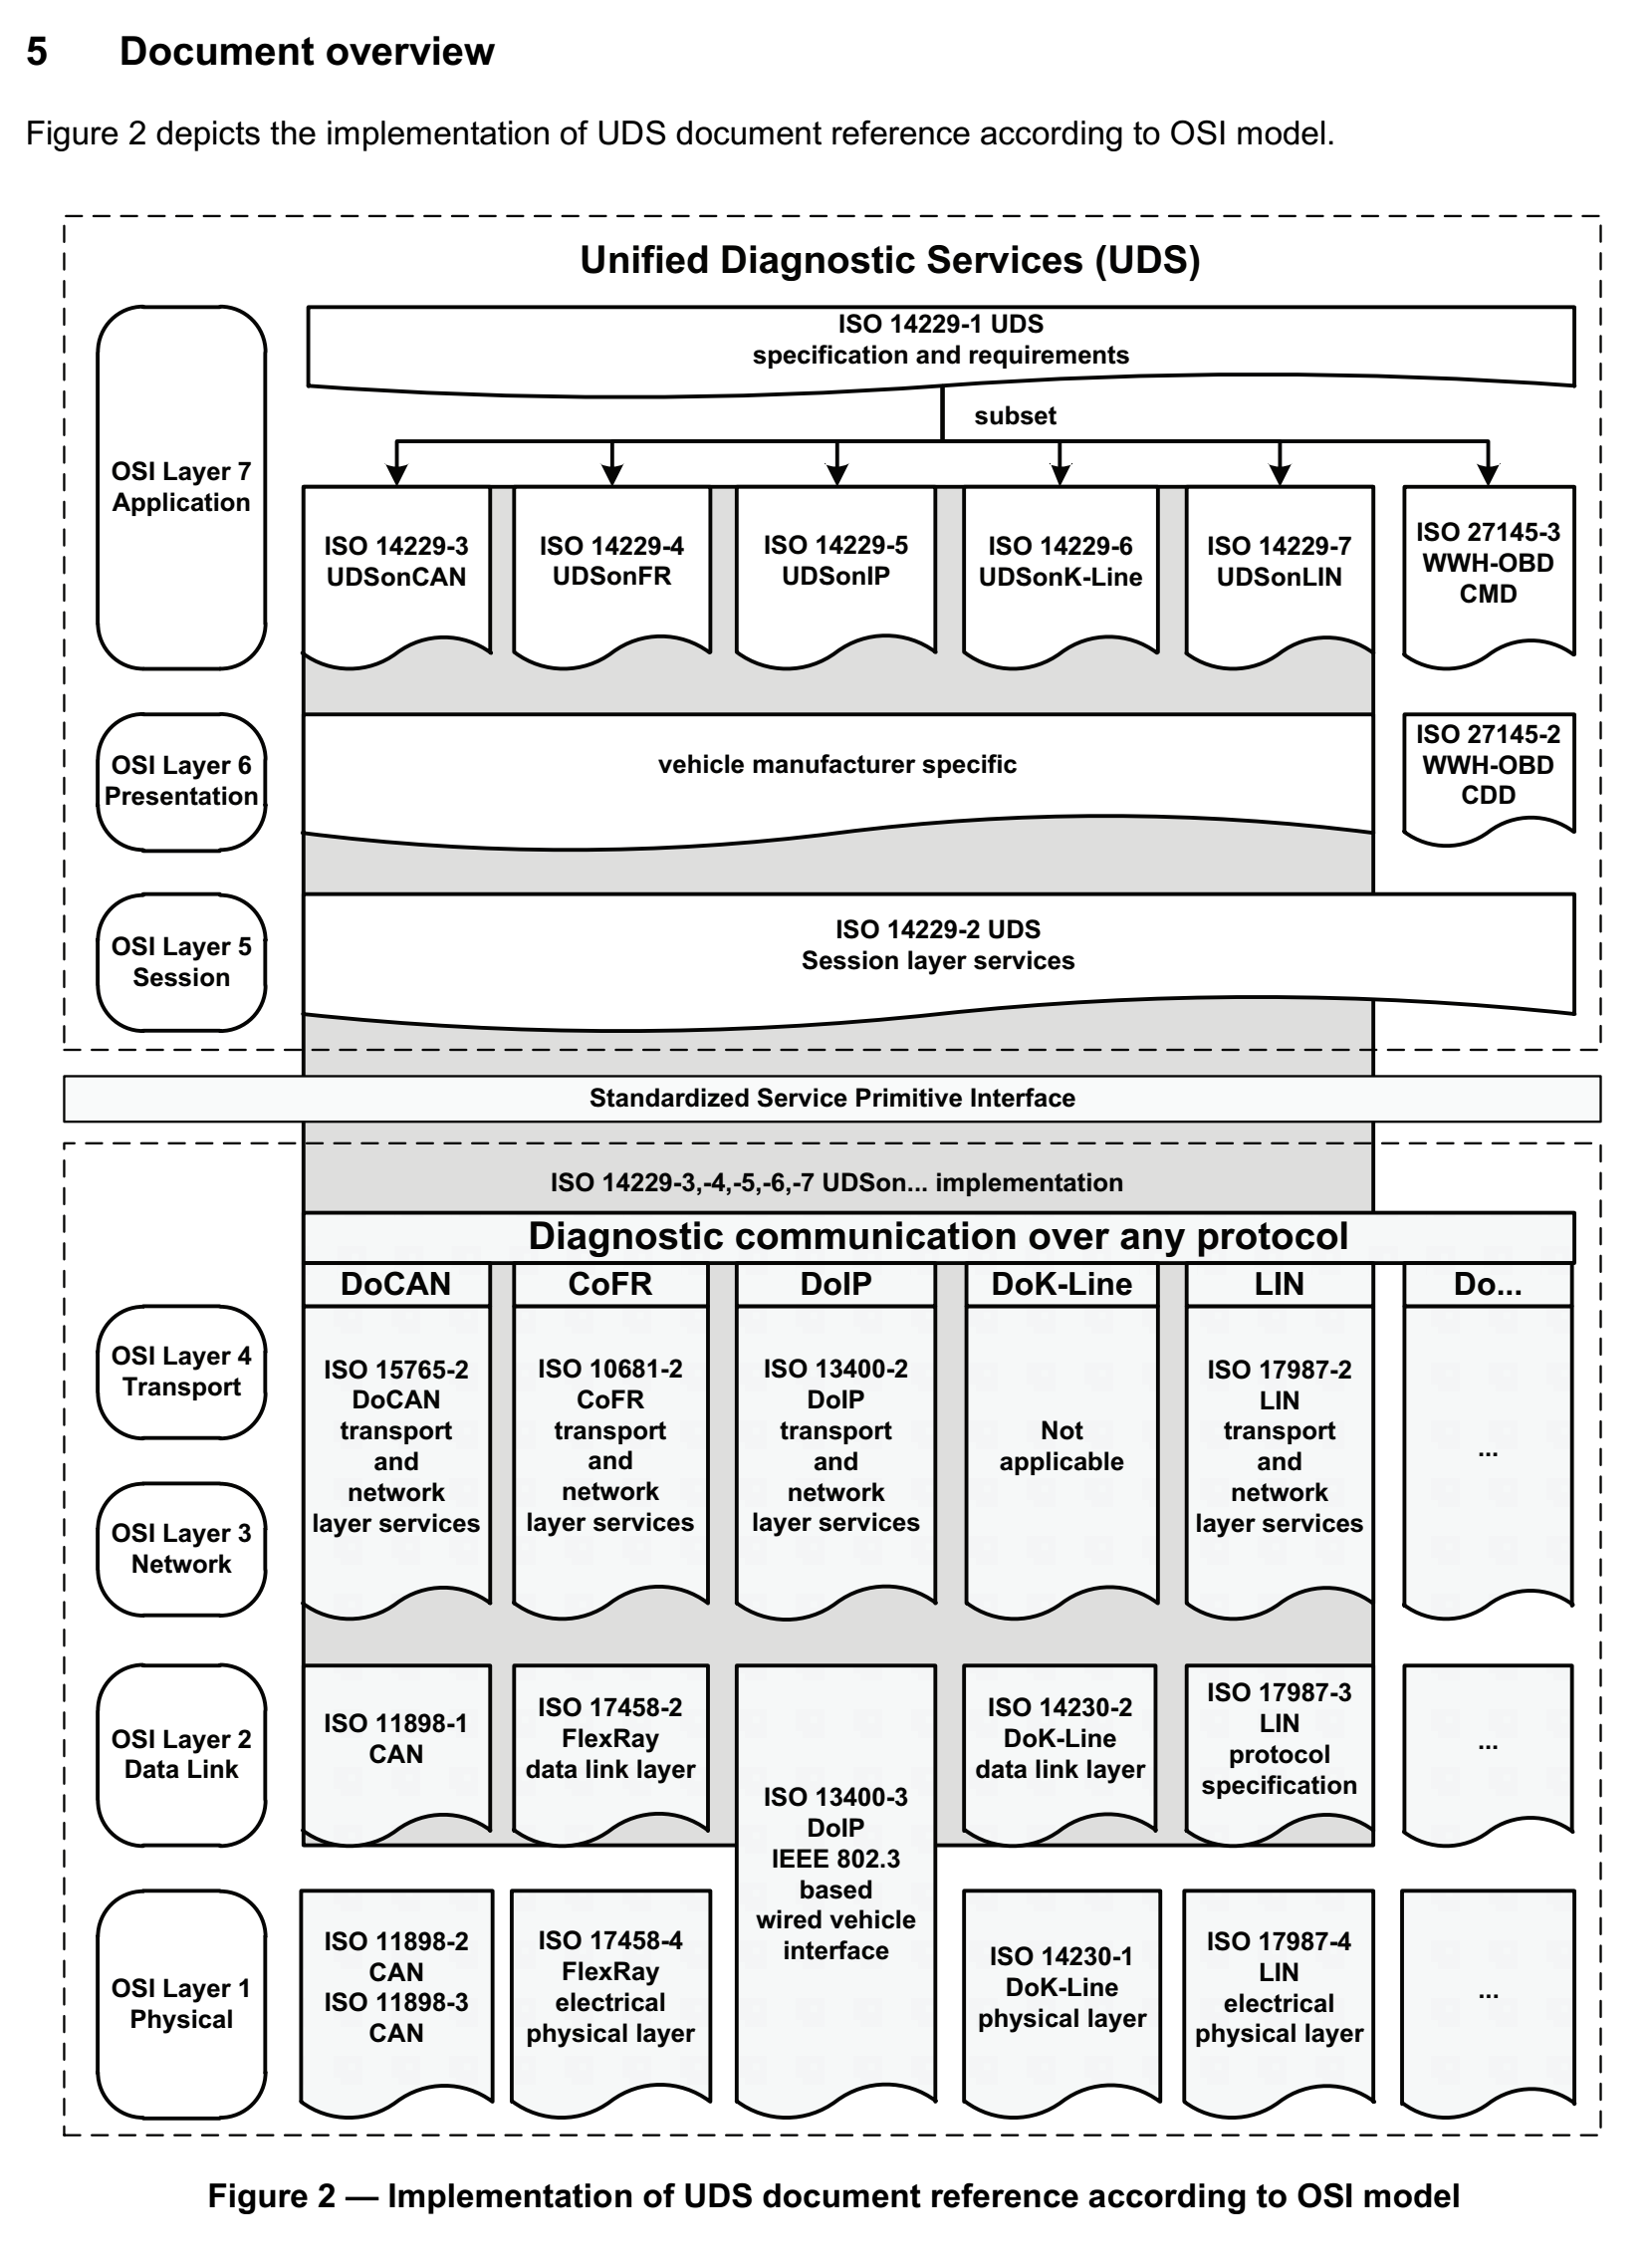 5 Document overview
Figure 2 depicts the implementation of UDS document reference according to OSI model.
Unified Diagnostic Services (UDS)
OSI Layer 7
Application
ISO 14229-1 UDS
specification and requirements
subset
ISO 14229-3
UDSonCAN
ISO 14229-4
UDSonFR
ISO 14229-5
UDSonIP
ISO 14229-6
UDSonK-Line
ISO 14229-7
UDSonLIN
ISO 27145-3
WWH-OBD
CMD
OSI Layer 6
Presentation
vehicle manufacturer specific
ISO 27145-2
WWH-OBD
CDD
OSI Layer 5
Session
ISO 14229-2 UDS
Session layer services
Standardized Service Primitive Interface
ISO 14229-3,-4,-5,-6,-7 UDSon... implementation
Diagnostic communication over any protocol
DoCAN
CoFR
DoIP
DoK-Line
LIN
Do...
OSI Layer 4
Transport
OSI Layer 3
Network
ISO 15765-2
DoCAN
transport
and
network
layer services
ISO 10681-2
CoFR
transport
and
network
layer services
ISO 13400-2
DoIP
transport
and
network
layer services
Not
applicable
ISO 17987-2
LIN
transport
and
network
layer services
...
OSI Layer 2
Data Link
ISO 11898-1
CAN
ISO 17458-2
FlexRay
data link layer
ISO 13400-3
DoIP
IEEE 802.3
based
wired vehicle
interface
ISO 14230-2
DoK-Line
data link layer
ISO 17987-3
LIN
protocol
specification
...
OSI Layer 1
Physical
ISO 11898-2
CAN
ISO 11898-3
CAN
ISO 17458-4
FlexRay
electrical
physical layer
ISO 14230-1
DoK-Line
physical layer
ISO 17987-4
LIN
electrical
physical layer
...
Figure 2 — Implementation of UDS document reference according to OSI model